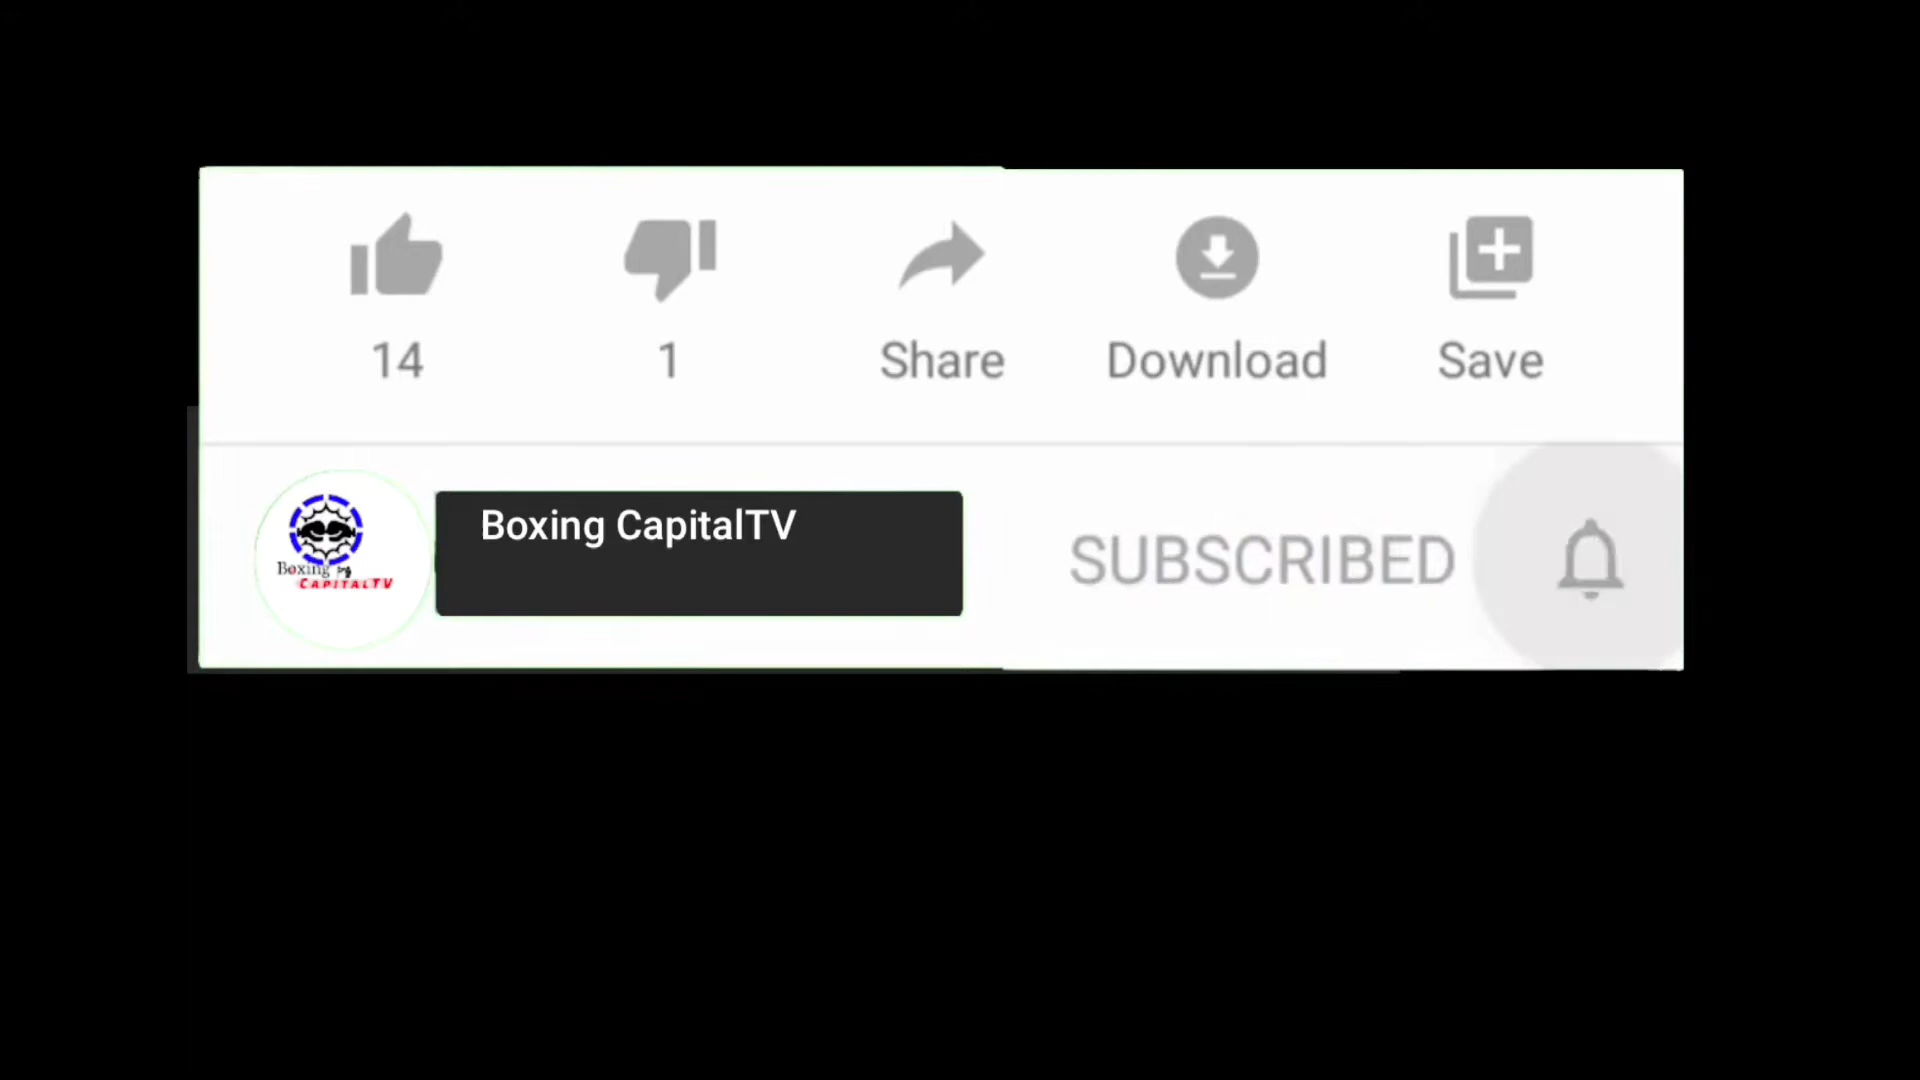 14
1
Share
Download
Save
Boxing
CAPITALTV
Boxing CapitalTV
SUBSCRIBED